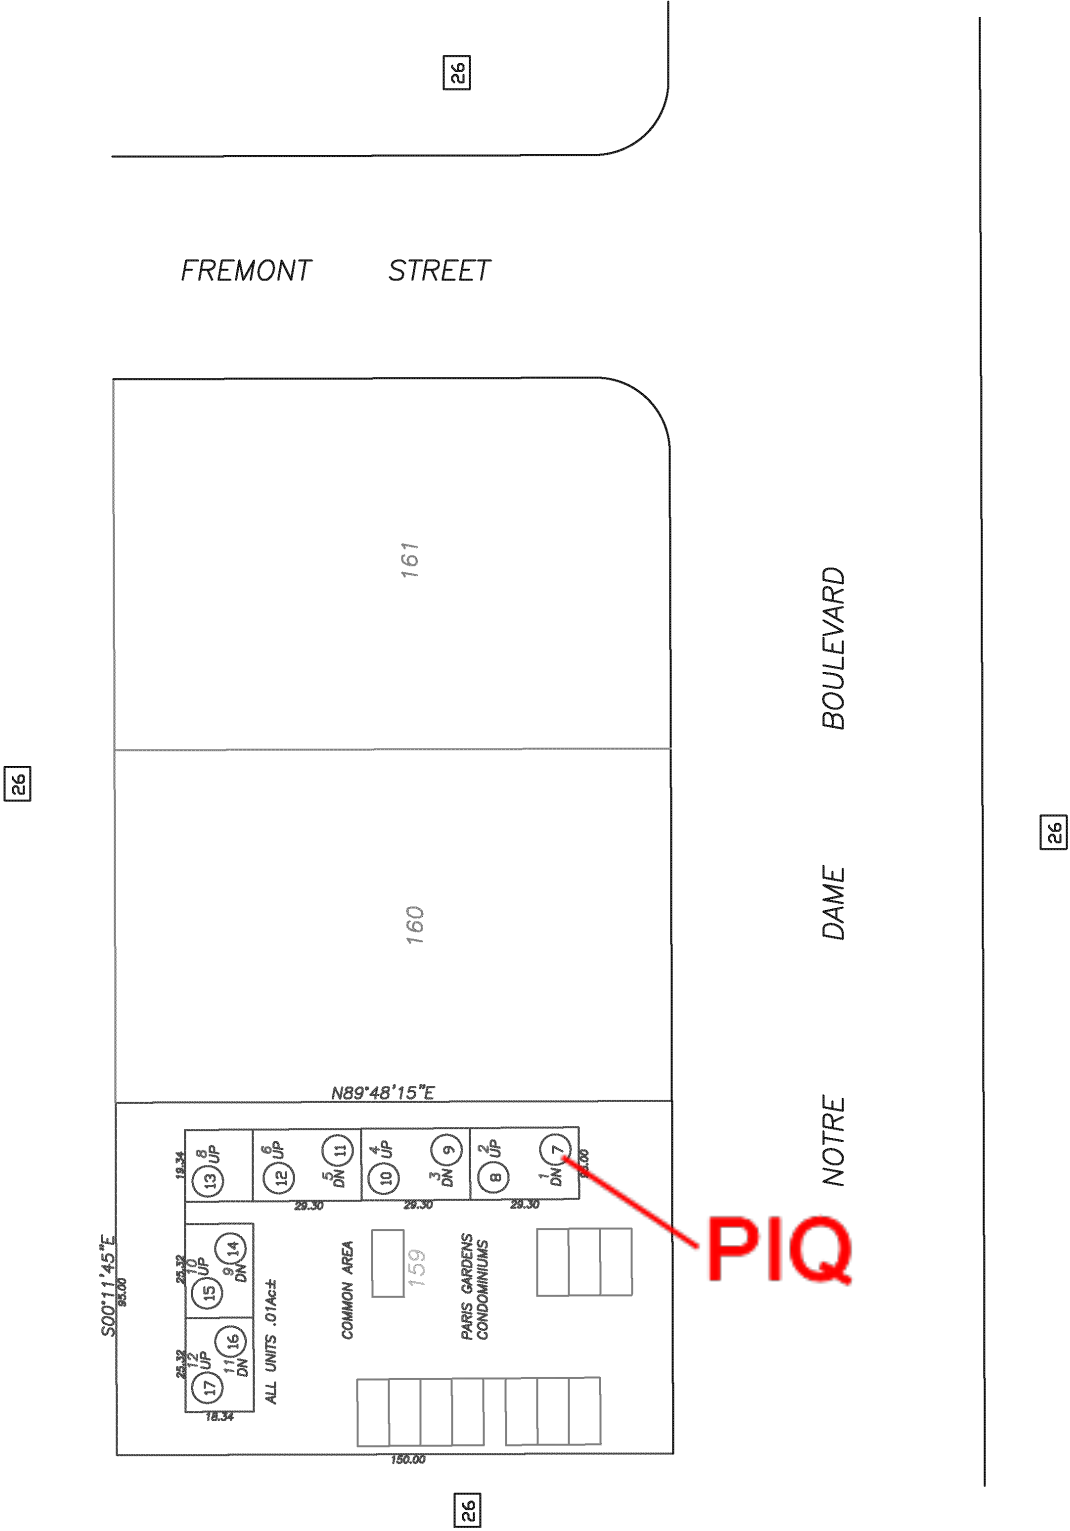 26
FREMONT STREET
161
BOULEVARD
26
26
160
DAME
N89°48'15"E
NOTRE
19.34
8
UP
13
6
UP
12
11
5
DN
4
UP
10
9
3
DN
2
UP
8
7
1
DN
29.30
29.30
29.30
PIQ
S00°11'45"E
95.00
25.32
10
UP
15
14
9
DN
25.32
12
UP
17
16
11
DN
18.34
ALL UNITS .01Ac±
COMMON AREA
159
PARIS GARDENS
CONDOMINIUMS
150.00
26